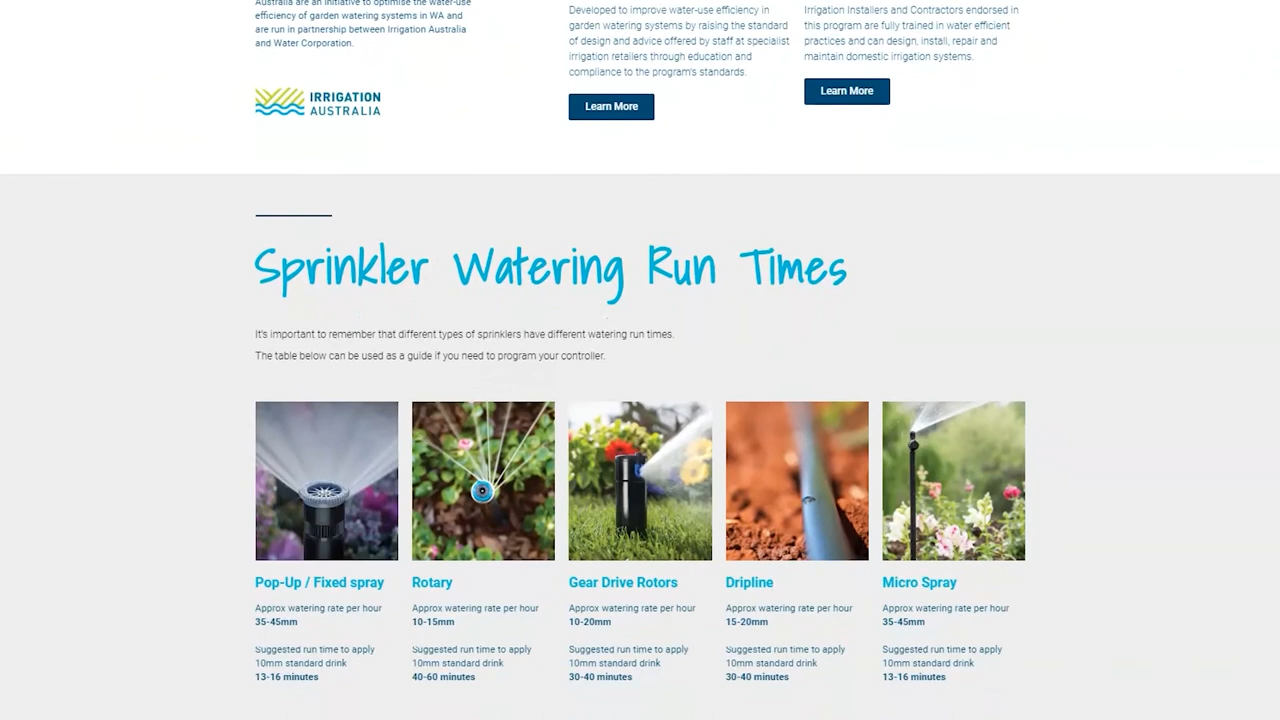 Australia are an initiative to optimise the water-use
efficiency of garden watering systems in WA and
are run in partnership between Irrigation Australia
and Water Corporation.
IRRIGATION
AUSTRALIA
Developed to improve water-use efficiency in
garden watering systems by raising the standard
of design and advice offered by staff at specialist
irrigation retailers through education and
compliance to the program's standards.
Learn More
Irrigation Installers and Contractors endorsed in
this program are fully trained in water efficient
practices and can design, install, repair and
maintain domestic irrigation systems.
Learn More
Sprinkler Watering Run Times
It's important to remember that different types of sprinklers have different watering run times.
The table below can be used as a guide if you need to program your controller.
Pop-Up / Fixed spray
Approx watering rate per hour
35-45mm
Suggested run time to apply
10mm standard drink
13-16 minutes
Rotary
Approx watering rate per hour
10-15mm
Suggested run time to apply
10mm standard drink
40-60 minutes
Gear Drive Rotors
Approx watering rate per hour
10-20mm
Suggested run time to apply
10mm standard drink
30-40 minutes
Dripline
Approx watering rate per hour
15-20mm
Suggested run time to apply
10mm standard drink
30-40 minutes
Micro Spray
Approx watering rate per hour
35-45mm
Suggested run time to apply
10mm standard drink
13-16 minutes